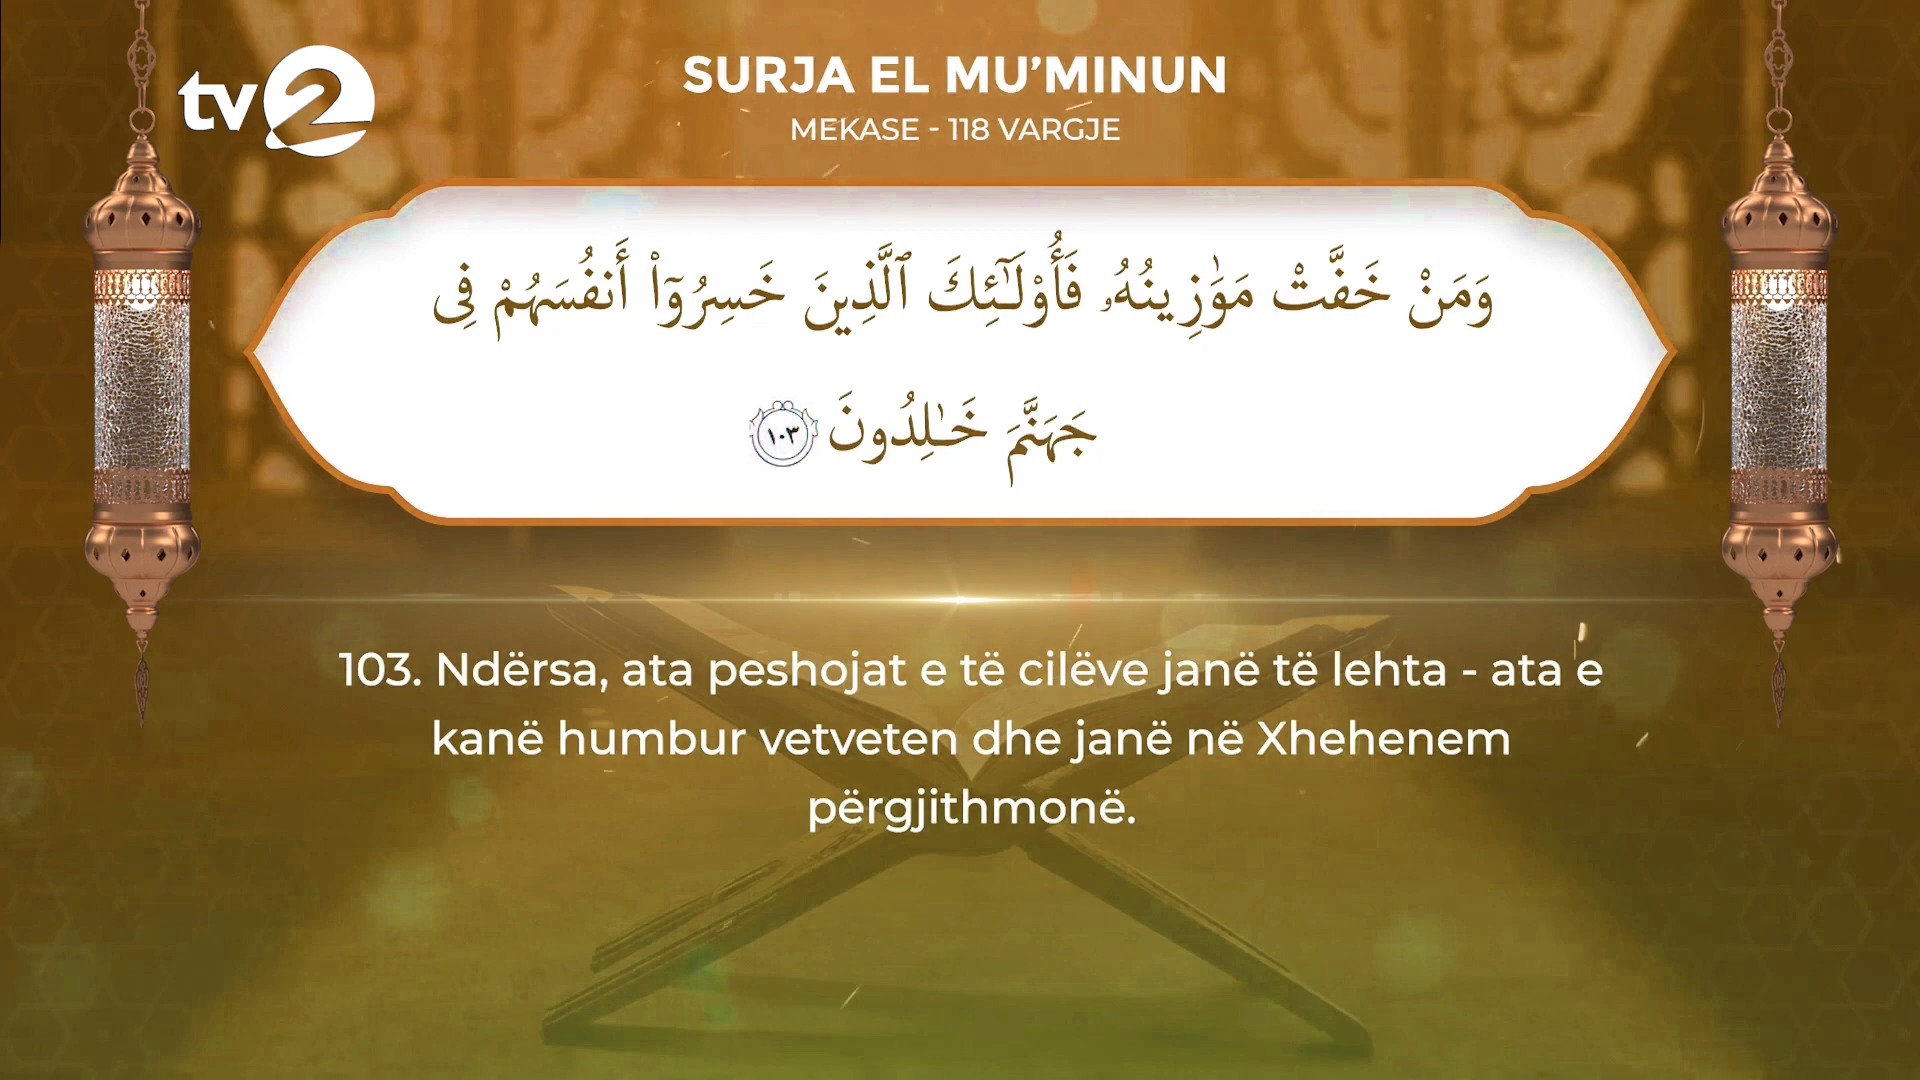 tv2
SURJA EL MU’MINUN
MEKASE - 118 VARGJE
وَمَنْ خَفَّتْ مَوَٰزِينُهُۥ فَأُو۟لَـٰٓئِكَ ٱلَّذِينَ خَسِرُوٓا۟ أَنفُسَهُمْ فِى
جَهَنَّمَ خَـٰلِدُونَ ١٠٣
103. Ndërsa, ata peshojat e të cilëve janë të lehta - ata e
kanë humbur vetveten dhe janë në Xhehenem
përgjithmonë.